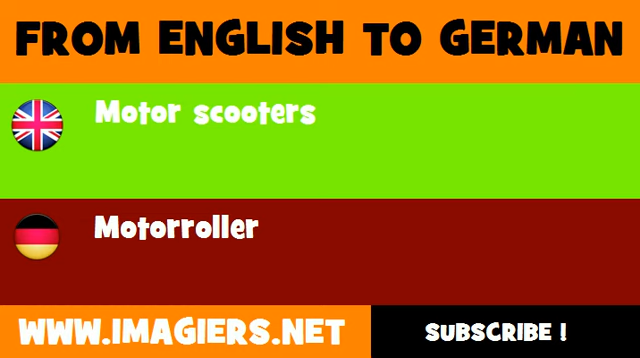 FROM ENGLISH TO GERMAN
Motor scooters
Motorroller
WWW.IMAGIERS.NET
SUBSCRIBE !